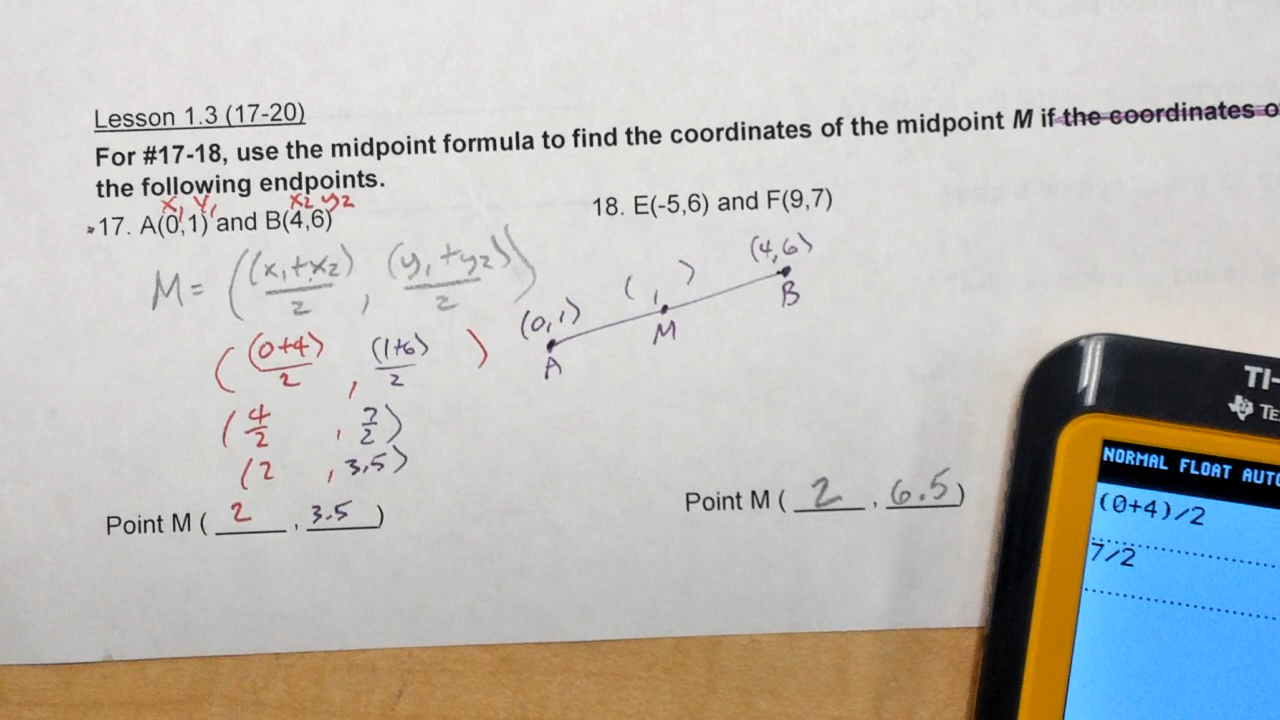 Lesson 1.3 (17-20)
For #17-18, use the midpoint formula to find the coordinates of the midpoint M if the coordinates o
the following endpoints.
x₁ y₁ x₂ y₂
17. A(0,1) and B(4,6)
18. E(-5,6) and F(9,7)
M = ((x₁+x₂)/2, (y₁+y₂)/2)
((0+4)/2, (1+6)/2)
(4/2, 7/2)
(2, 3.5)
Point M ( 2 , 3.5 )
(0,1)
A
( , )
M
(4,6)
B
Point M ( 2 , 6.5 )
TI-
TE
NORMAL FLOAT AUTO
(0+4)/2
7/2